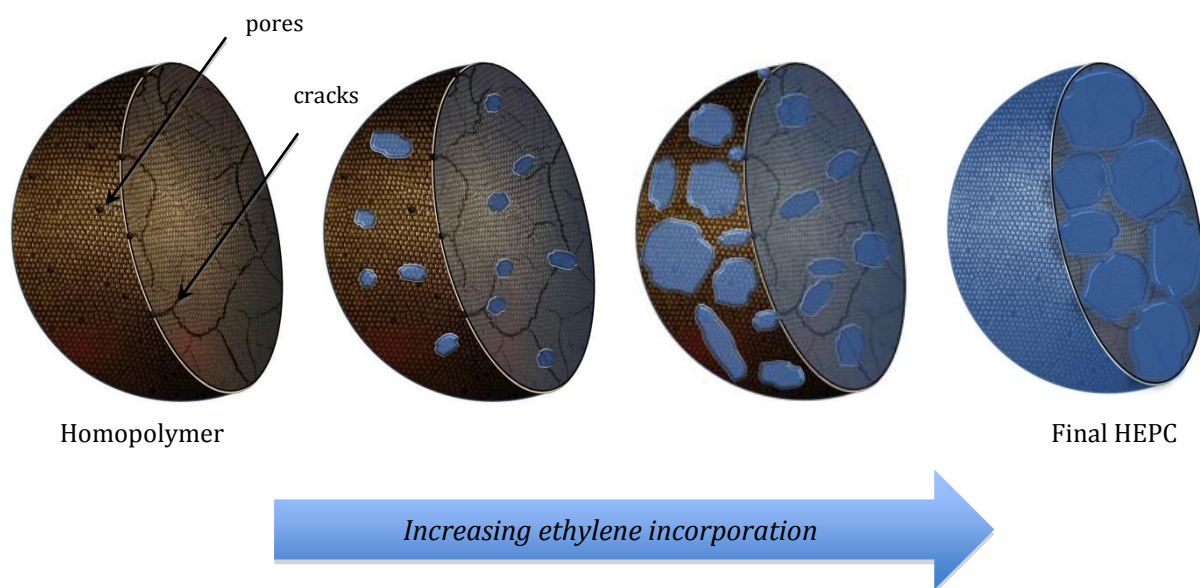 pores
cracks
Homopolymer
Final HEPC
Increasing ethylene incorporation